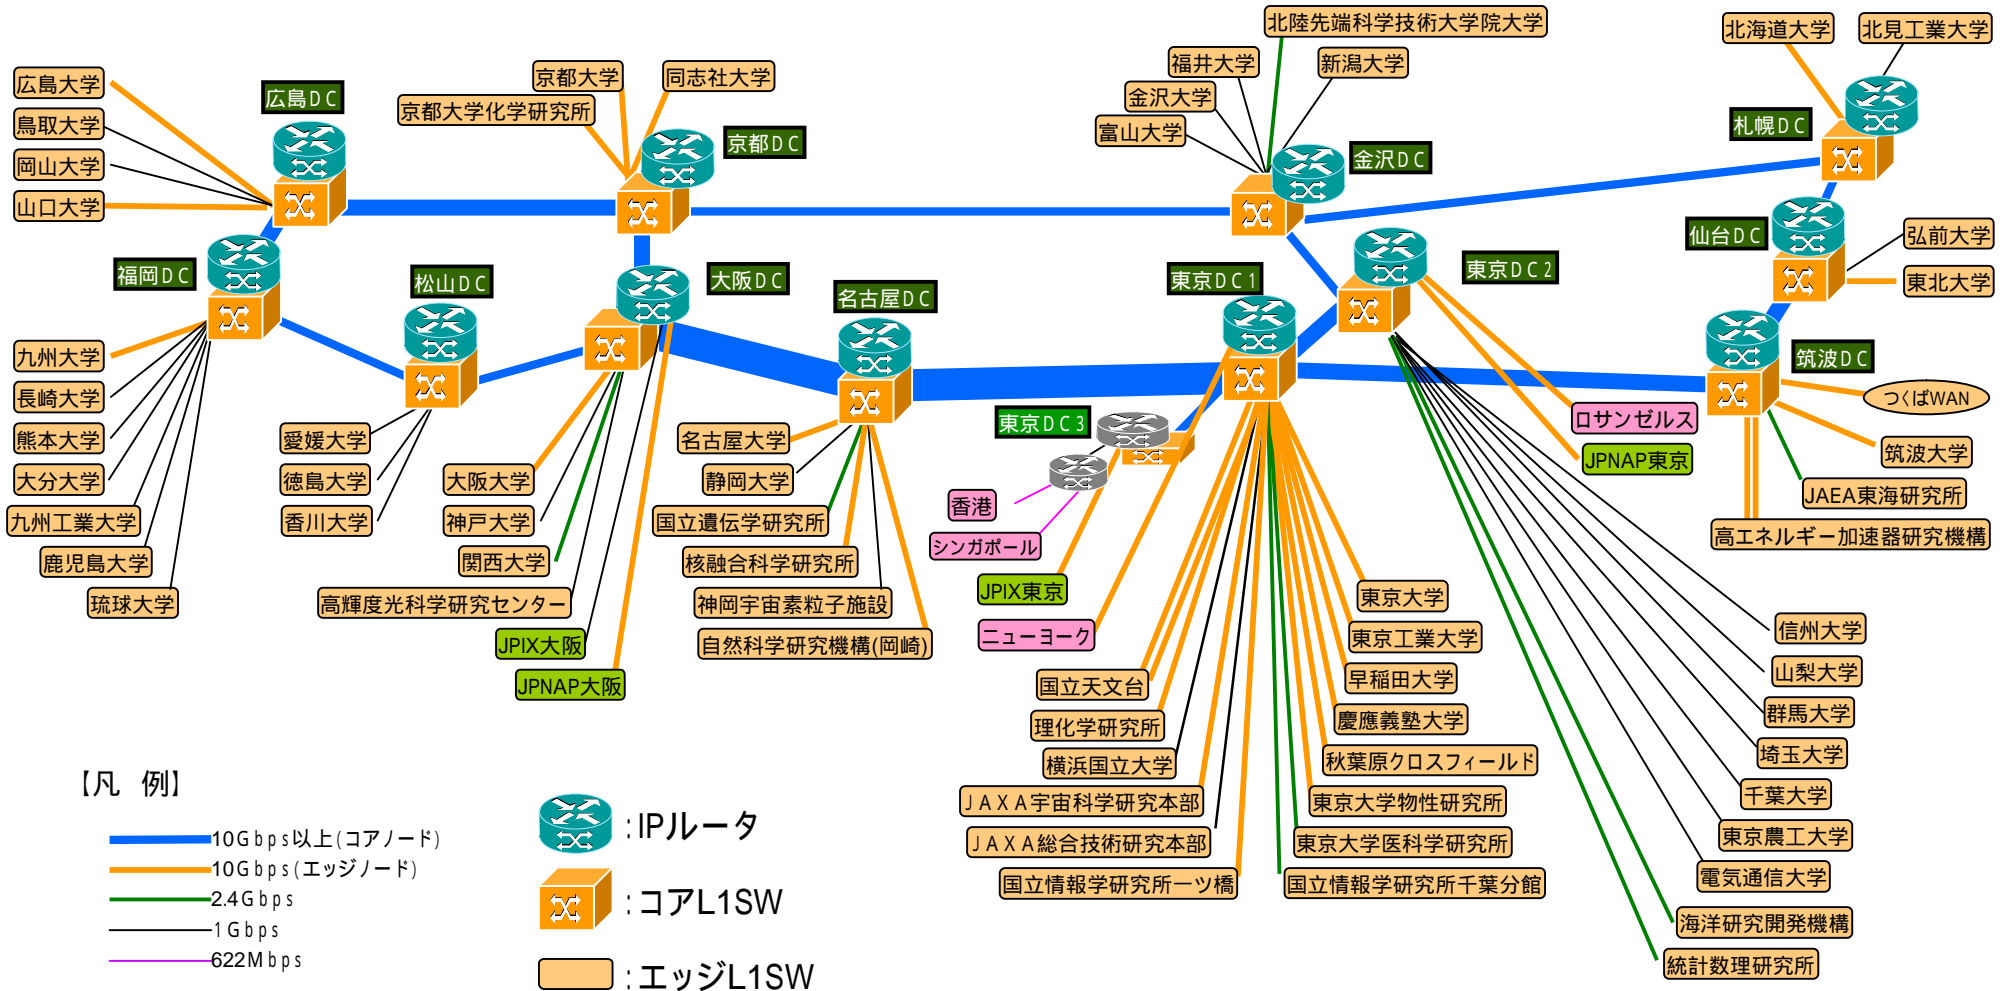 北陸先端科学技術大学院大学
北海道大学
北見工業大学
福井大学
新潟大学
広島大学
京都大学
同志社大学
広島DC
京都大学化学研究所
金沢大学
鳥取大学
富山大学
札幌DC
京都DC
金沢DC
岡山大学
山口大学
仙台DC
弘前大学
福岡DC
松山DC
大阪DC
東京DC1
東京DC2
東北大学
名古屋DC
九州大学
筑波DC
長崎大学
つくばWAN
熊本大学
愛媛大学
名古屋大学
東京DC3
ロサンゼルス
大分大学
徳島大学
大阪大学
静岡大学
JPNAP東京
筑波大学
九州工業大学
香川大学
神戸大学
国立遺伝学研究所
香港
JAEA東海研究所
鹿児島大学
関西大学
核融合科学研究所
シンガポール
高エネルギー加速器研究機構
琉球大学
高輝度光科学研究センター
神岡宇宙素粒子施設
JPIX東京
東京大学
JPIX大阪
自然科学研究機構(岡崎)
ニューヨーク
東京工業大学
信州大学
JPNAP大阪
国立天文台
早稲田大学
山梨大学
理化学研究所
慶應義塾大学
群馬大学
横浜国立大学
秋葉原クロスフィールド
埼玉大学
JAXA宇宙科学研究本部
東京大学物性研究所
千葉大学
JAXA総合技術研究本部
東京大学医科学研究所
東京農工大学
国立情報学研究所一ツ橋
国立情報学研究所千葉分館
電気通信大学
海洋研究開発機構
統計数理研究所
【凡 例】
10Gbps以上(コアノード)
10Gbps(エッジノード)
2.4Gbps
1Gbps
622Mbps
:IPルータ
:コアL1SW
:エッジL1SW